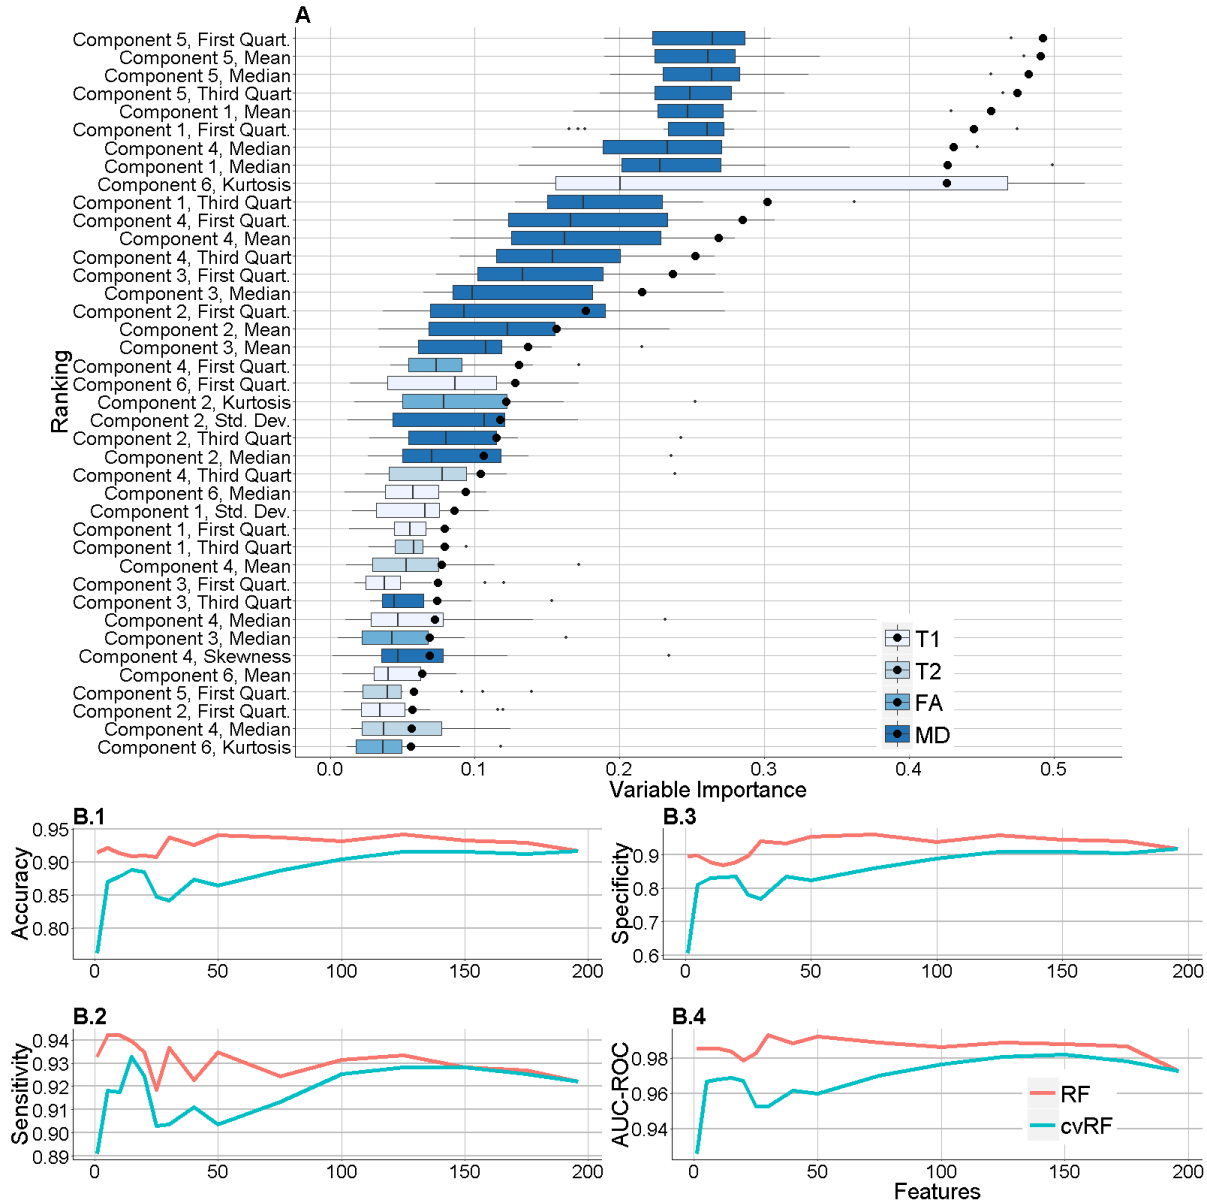 A
Component 5, First Quart.
Component 5, Mean
Component 5, Median
Component 5, Third Quart
Component 1, Mean
Component 1, First Quart.
Component 4, Median
Component 1, Median
Component 6, Kurtosis
Component 1, Third Quart
Component 4, First Quart.
Component 4, Mean
Component 4, Third Quart
Component 3, First Quart.
Component 3, Median
Component 2, First Quart.
Component 2, Mean
Component 3, Mean
Component 4, First Quart.
Component 6, First Quart.
Component 2, Kurtosis
Component 2, Std. Dev.
Component 2, Third Quart
Component 2, Median
Component 4, Third Quart
Component 6, Median
Component 1, Std. Dev.
Component 1, First Quart.
Component 1, Third Quart
Component 4, Mean
Component 3, First Quart.
Component 3, Third Quart
Component 4, Median
Component 3, Median
Component 4, Skewness
Component 6, Mean
Component 5, First Quart.
Component 2, First Quart.
Component 4, Median
Component 6, Kurtosis
Ranking
T1
T2
FA
MD
0.0 0.1 0.2 0.3 0.4 0.5
Variable Importance
B.1
Accuracy
0.95
0.90
0.85
0.80
0 50 100 150 200
B.3
Specificity
0.9
0.8
0.7
0.6
0 50 100 150 200
B.2
Sensitivity
0.94
0.93
0.92
0.91
0.90
0.89
0 50 100 150 200
B.4
AUC-ROC
0.98
0.96
0.94
RF
cvRF
0 50 100 150 200
Features